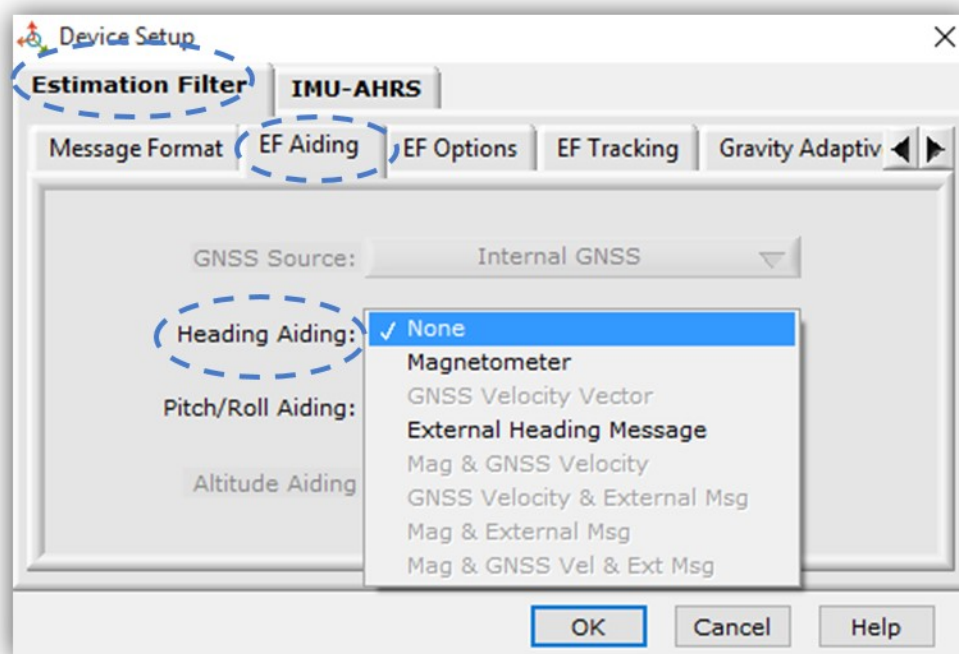 Device Setup
Estimation Filter IMU-AHRS
Message Format EF Aiding EF Options EF Tracking Gravity Adaptiv
GNSS Source: Internal GNSS
Heading Aiding: ✓ None
Magnetometer
GNSS Velocity Vector
Pitch/Roll Aiding: External Heading Message
Mag & GNSS Velocity
Altitude Aiding GNSS Velocity & External Msg
Mag & External Msg
Mag & GNSS Vel & Ext Msg
OK Cancel Help